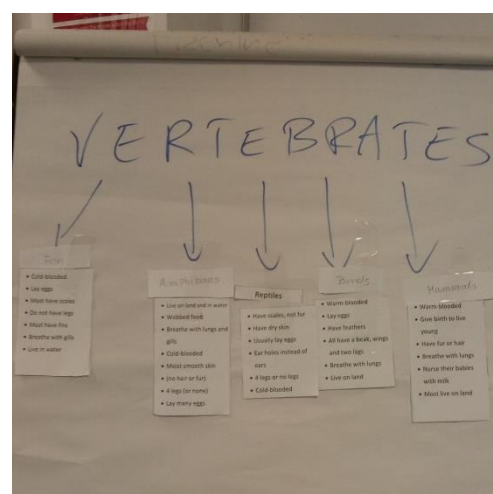 VERTEBRATES
Fish
• Cold-blooded
• Lay eggs
• Most have scales
• Do not have legs
• Most have fins
• Breathe with gills
• Live in water
Amphibians
• Live on land and in water
• Webbed feet
• Breathe with lungs and
gills
• Cold-blooded
• Moist smooth skin
• (no hair or fur)
• 4 legs (or none)
• Lay many eggs
Reptiles
• Have scales, not fur
• Have dry skin
• Usually lay eggs
• Ear holes instead of
ears
• 4 legs or no legs
• Cold-blooded
Birds
• Warm-blooded
• Lay eggs
• Have feathers
• All have a beak, wings
and two legs
• Breathe with lungs
• Live on land
Mammals
• Warm-blooded
• Give birth to live
young
• Have fur or hair
• Breathe with lungs
• Nurse their babies
with milk
• Most live on land